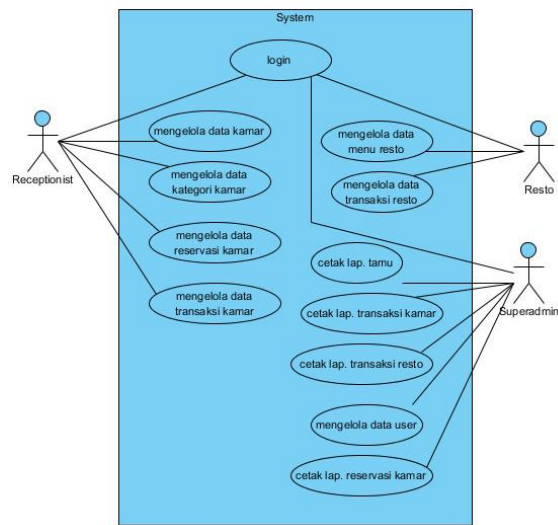 System
login
Receptionist
mengelola data kamar
mengelola data
kategori kamar
mengelola data
reservasi kamar
mengelola data
transaksi kamar
mengelola data
menu resto
mengelola data
transaksi resto
Resto
cetak lap. tamu
cetak lap. transaksi kamar
cetak lap. transaksi resto
mengelola data user
cetak lap. reservasi kamar
Superadmin